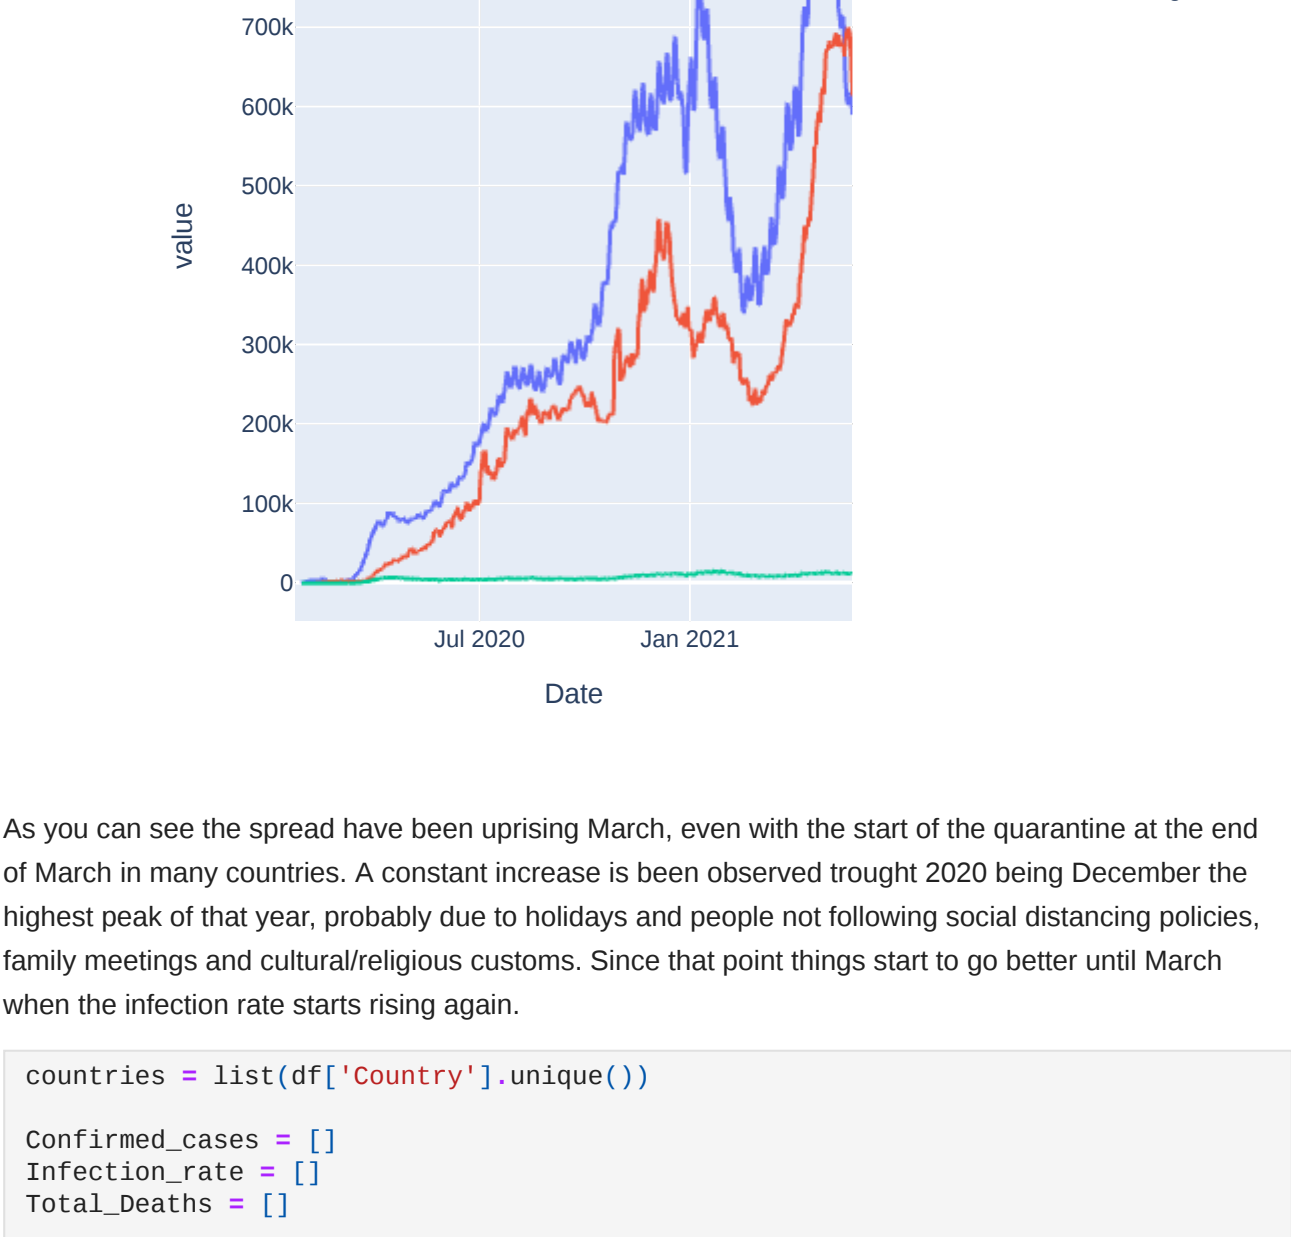 700k
600k
500k
400k
300k
200k
100k
0
value
Jul 2020 Jan 2021
Date
As you can see the spread have been uprising March, even with the start of the quarantine at the end
of March in many countries. A constant increase is been observed trought 2020 being December the
highest peak of that year, probably due to holidays and people not following social distancing policies,
family meetings and cultural/religious customs. Since that point things start to go better until March
when the infection rate starts rising again.
countries = list(df['Country'].unique())
Confirmed_cases = []
Infection_rate = []
Total_Deaths = []